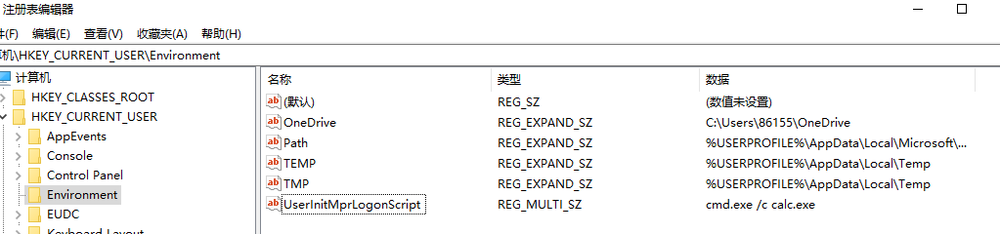 注册表编辑器
件(F) 编辑(E) 查看(V) 收藏夹(A) 帮助(H)
机\HKEY_CURRENT_USER\Environment
计算机
HKEY_CLASSES_ROOT
HKEY_CURRENT_USER
AppEvents
Console
Control Panel
Environment
EUDC
Keyboard Layout
名称 类型 数据
(默认) REG_SZ (数值未设置)
OneDrive REG_EXPAND_SZ C:\Users\86155\OneDrive
Path REG_EXPAND_SZ %USERPROFILE%\AppData\Local\Microsoft\...
TEMP REG_EXPAND_SZ %USERPROFILE%\AppData\Local\Temp
TMP REG_EXPAND_SZ %USERPROFILE%\AppData\Local\Temp
UserInitMprLogonScript REG_MULTI_SZ cmd.exe /c calc.exe